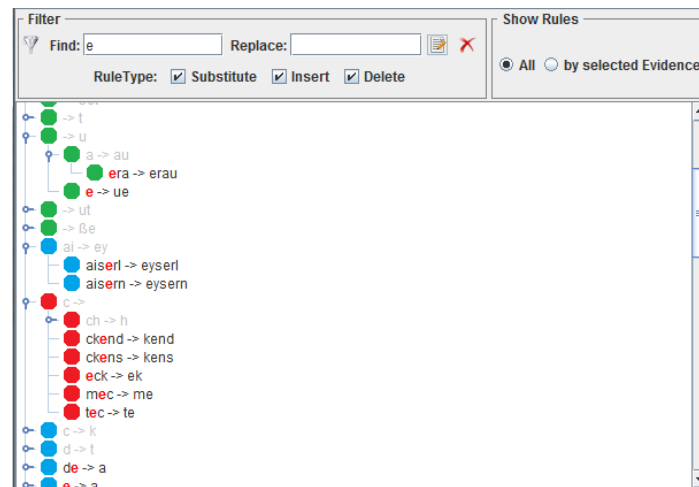 Filter
Show Rules
Find: e Replace:
All by selected Evidence
RuleType: Substitute Insert Delete
-> t
-> u
a -> au
era -> erau
e -> ue
-> ut
-> ße
ai -> ey
aiserl -> eyserl
aisern -> eysern
c ->
ch -> h
ckend -> kend
ckens -> kens
eck -> ek
mec -> me
tec -> te
c -> k
d -> t
de -> a
e -> a